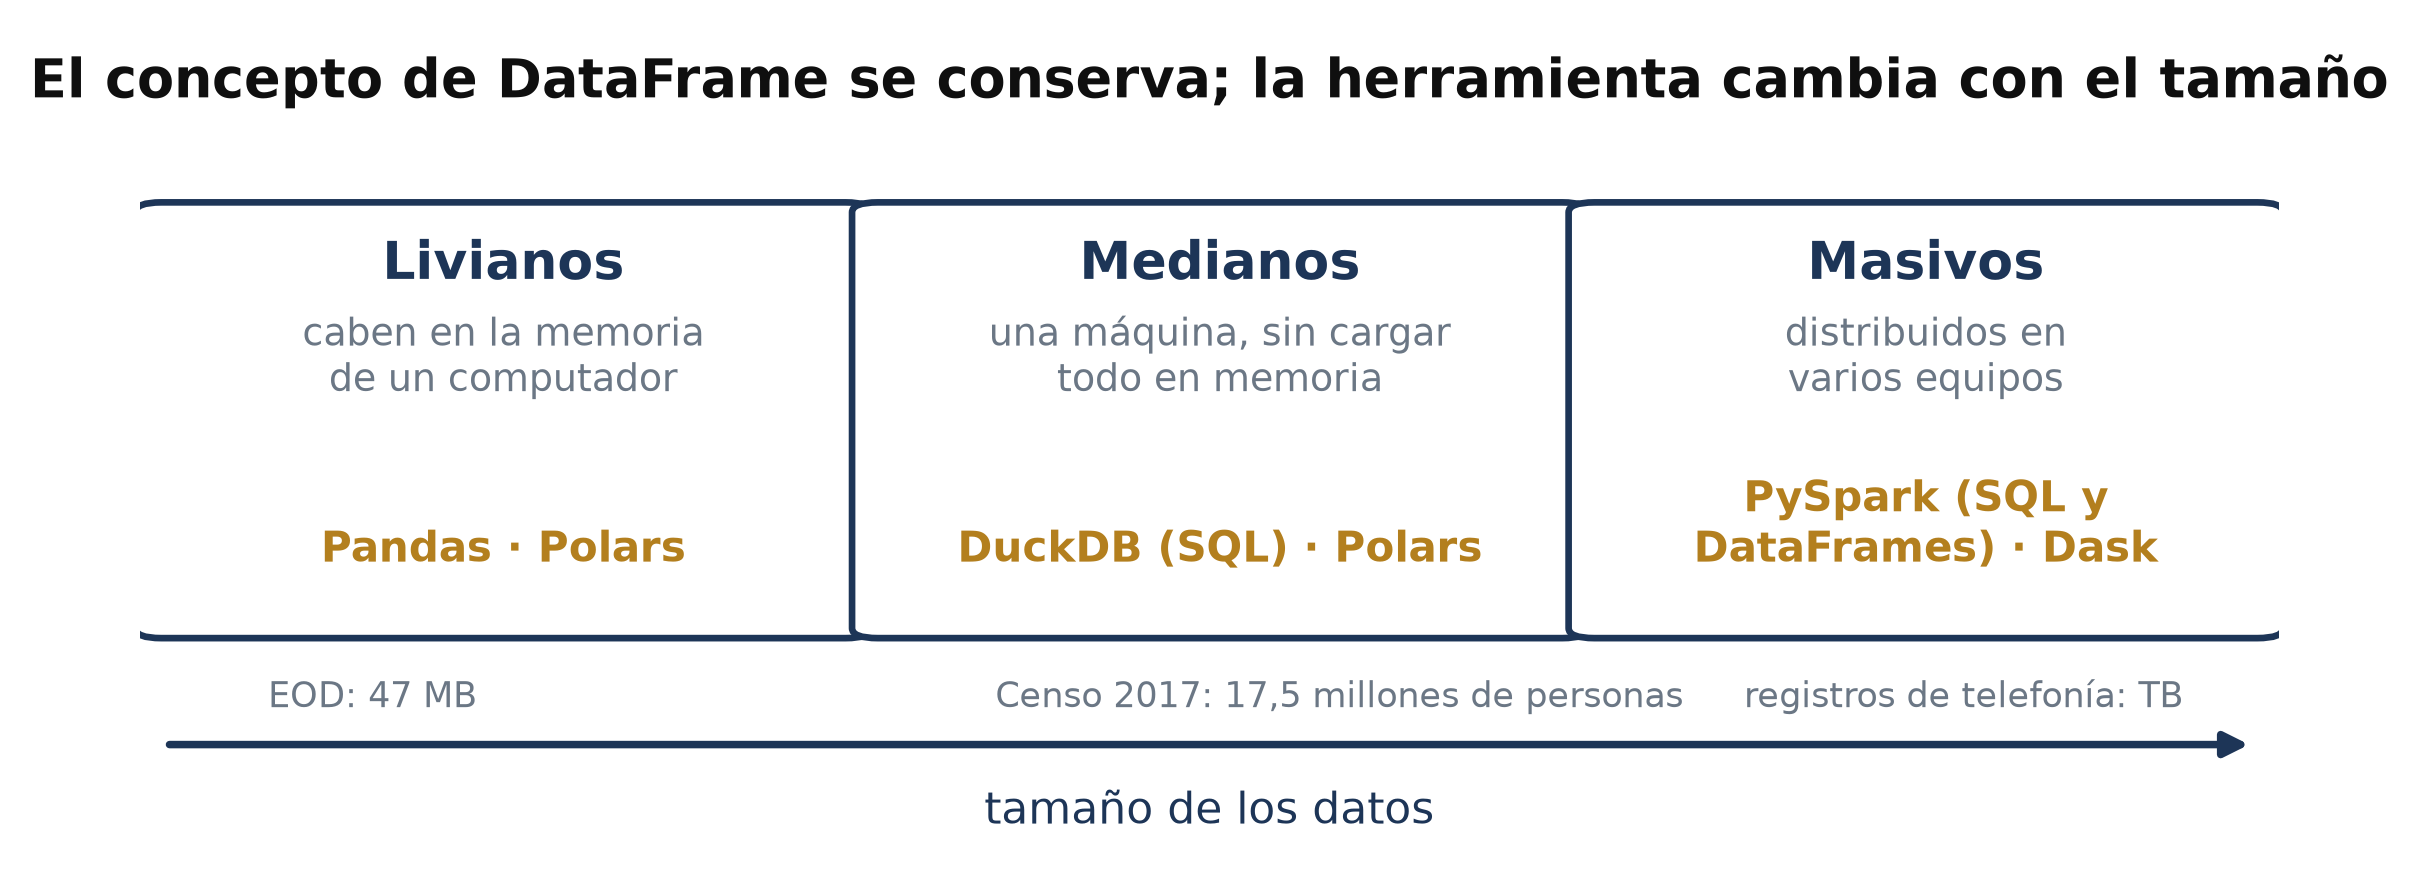 El concepto de DataFrame se conserva; la herramienta cambia con el tamaño
Livianos
caben en la memoria
de un computador
Pandas · Polars
Medianos
una máquina, sin cargar
todo en memoria
DuckDB (SQL) · Polars
Masivos
distribuidos en
varios equipos
PySpark (SQL y
DataFrames) · Dask
EOD: 47 MB
Censo 2017: 17,5 millones de personas
registros de telefonía: TB
tamaño de los datos